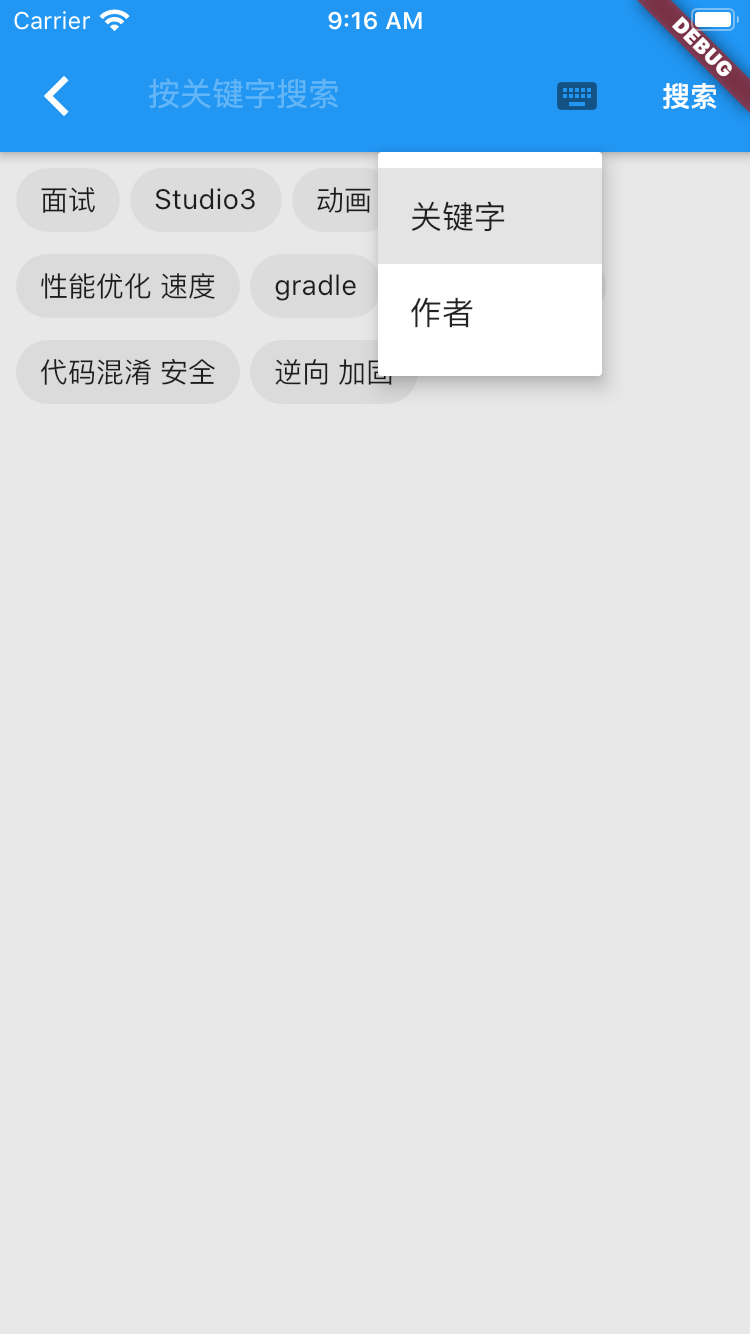 Carrier 9:16 AM
DEBUG
按关键字搜索 搜索
面试 Studio3 动画
关键字
性能优化 速度 gradle
作者
代码混淆 安全 逆向 加固